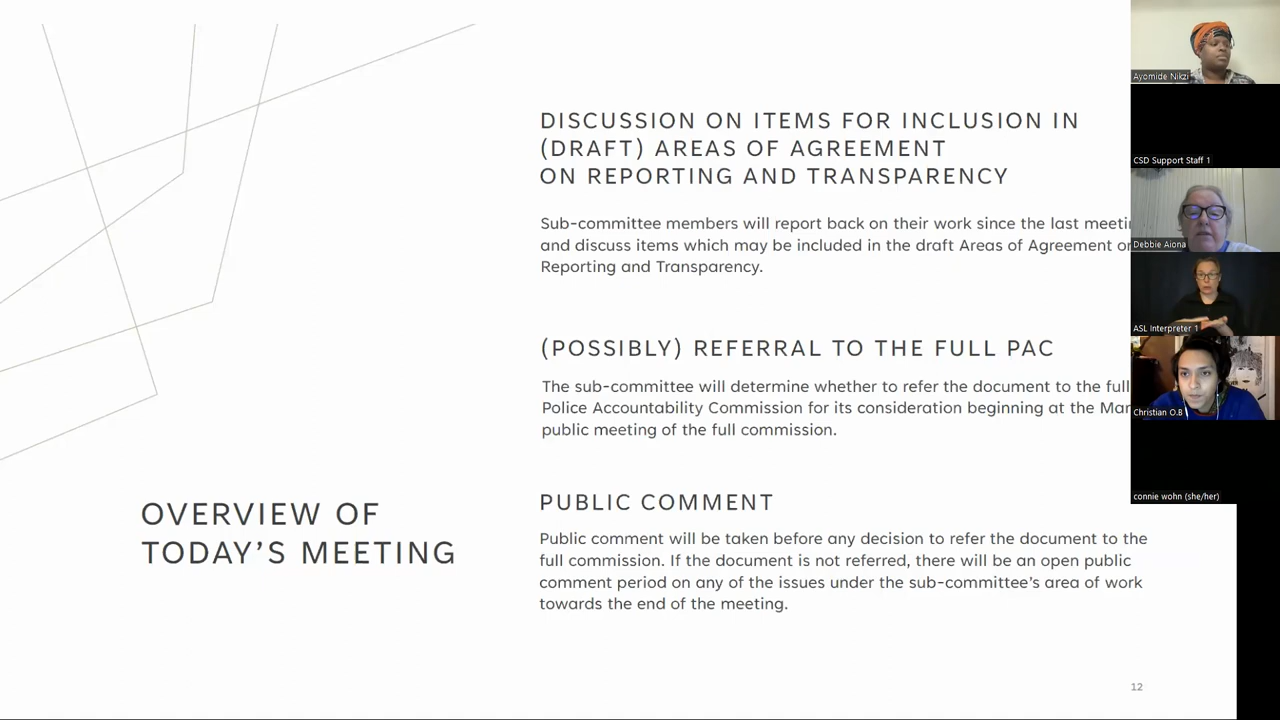 DISCUSSION ON ITEMS FOR INCLUSION IN
(DRAFT) AREAS OF AGREEMENT
ON REPORTING AND TRANSPARENCY
Sub-committee members will report back on their work since the last
and discuss items which may be included in the draft Areas of Agreement
Reporting and Transparency.
(POSSIBLY) REFERRAL TO THE FULL PAC
The sub-committee will determine whether to refer the document to the full
Police Accountability Commission for its consideration beginning at the
public meeting of the full commission.
PUBLIC COMMENT
Public comment will be taken before any decision to refer the document to the
full commission. If the document is not referred, there will be an open public
comment period on any of the issues under the sub-committee's area of work
towards the end of the meeting.
OVERVIEW OF
TODAY'S MEETING
12
Ayomide Nikzi
CSD Support Staff 1
Debbie Aiona
ASL Interpreter 1
Christian O.B
connie wohn (she/her)